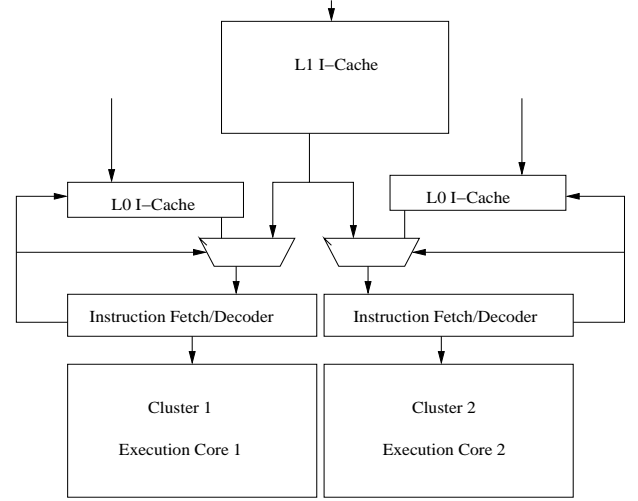 L1 I–Cache
L0 I–Cache
L0 I–Cache
Instruction Fetch/Decoder
Instruction Fetch/Decoder
Cluster 1
Execution Core 1
Cluster 2
Execution Core 2